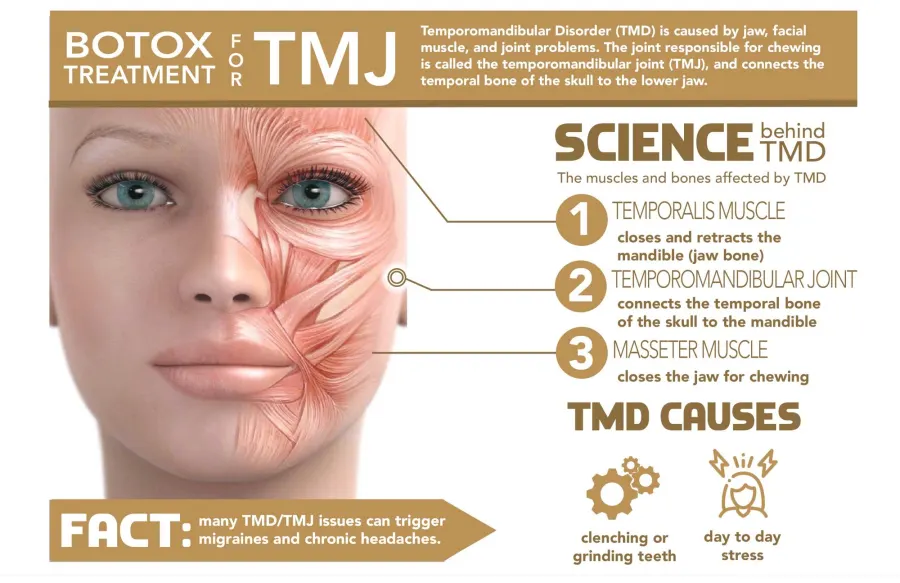 BOTOX
TREATMENT
FOR
TMJ
Temporomandibular Disorder (TMD) is caused by jaw, facial
muscle, and joint problems. The joint responsible for chewing
is called the temporomandibular joint (TMJ), and connects the
temporal bone of the skull to the lower jaw.
SCIENCE behind TMD
The muscles and bones affected by TMD
1 TEMPORALIS MUSCLE
closes and retracts the
mandible (jaw bone)
2 TEMPOROMANDIBULAR JOINT
connects the temporal bone
of the skull to the mandible
3 MASSETER MUSCLE
closes the jaw for chewing
TMD CAUSES
clenching or
grinding teeth
day to day
stress
FACT: many TMD/TMJ issues can trigger
migraines and chronic headaches.